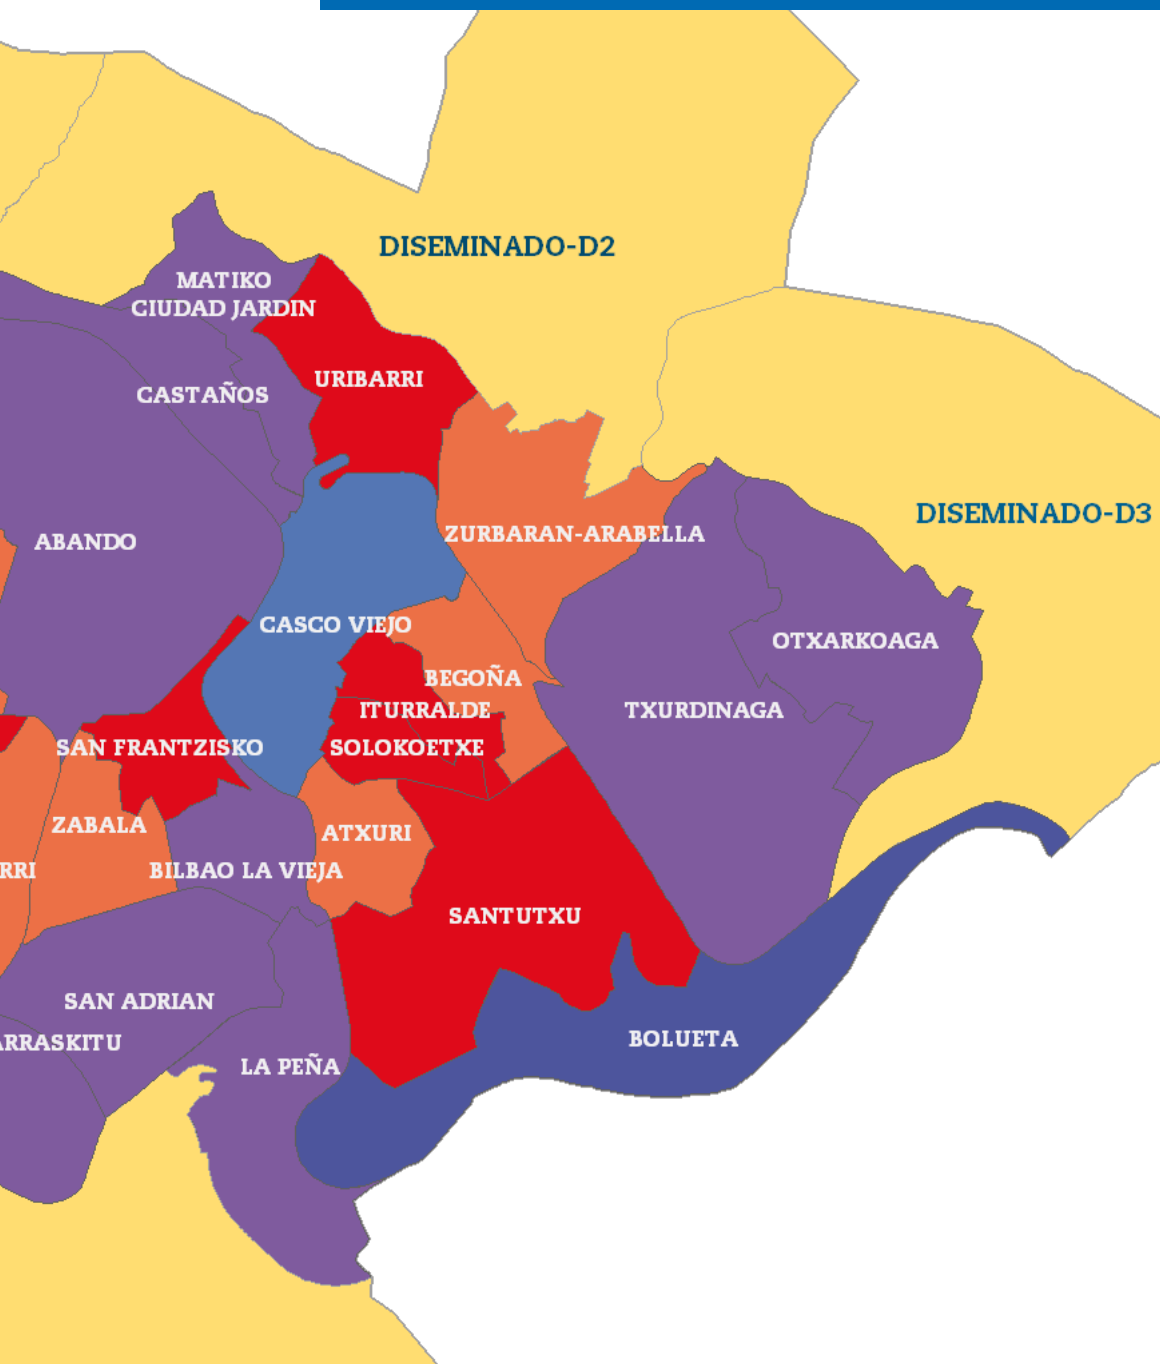 DISEMINADO-D2
MATIKO
CIUDAD JARDIN
URIBARRI
CASTAÑOS
DISEMINADO-D3
ZURBARAN-ARABELLA
ABANDO
CASCO VIEJO
OTXARKOAGA
BEGOÑA
ITURRALDE
TXURDINAGA
SAN FRANTZISKO
SOLOKOETXE
ZABALA
ATXURI
RRI
BILBAO LA VIEJA
SANTUTXU
SAN ADRIAN
ARRASKITU
BOLUETA
LA PEÑA